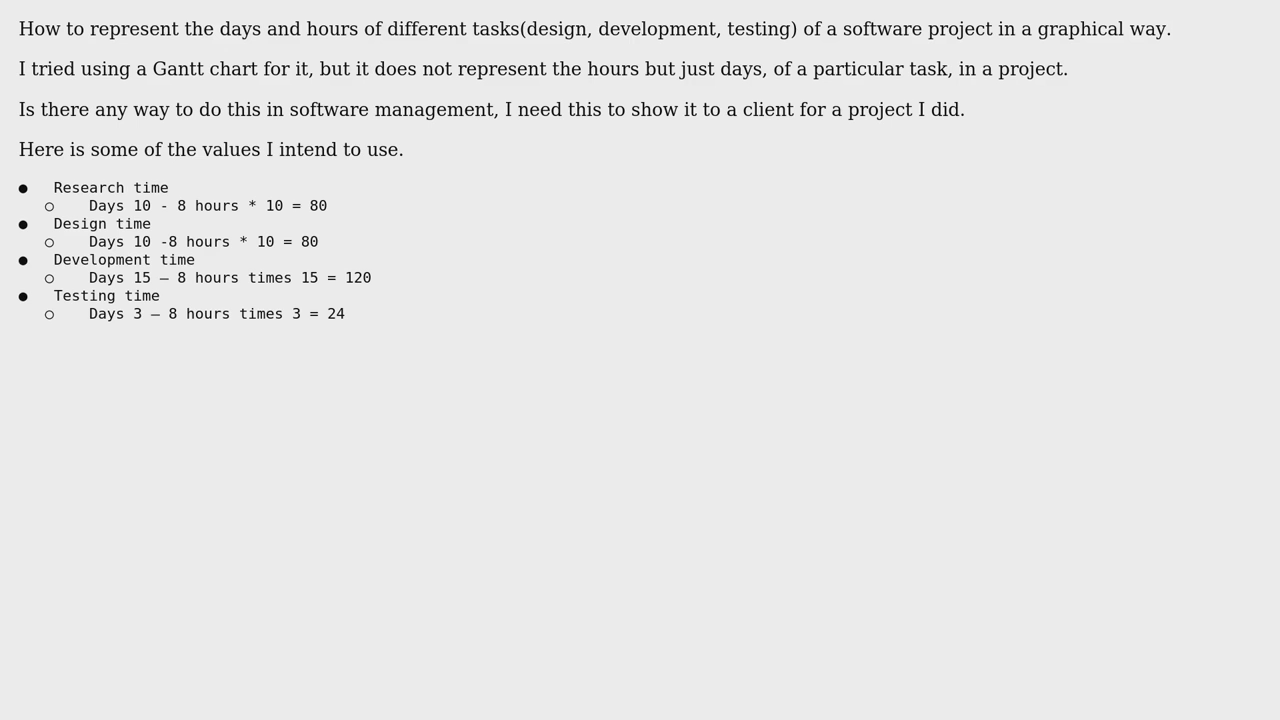 How to represent the days and hours of different tasks(design, development, testing) of a software project in a graphical way.
I tried using a Gantt chart for it, but it does not represent the hours but just days, of a particular task, in a project.
Is there any way to do this in software management, I need this to show it to a client for a project I did.
Here is some of the values I intend to use.
● Research time
○ Days 10 - 8 hours * 10 = 80
● Design time
○ Days 10 -8 hours * 10 = 80
● Development time
○ Days 15 – 8 hours times 15 = 120
● Testing time
○ Days 3 – 8 hours times 3 = 24